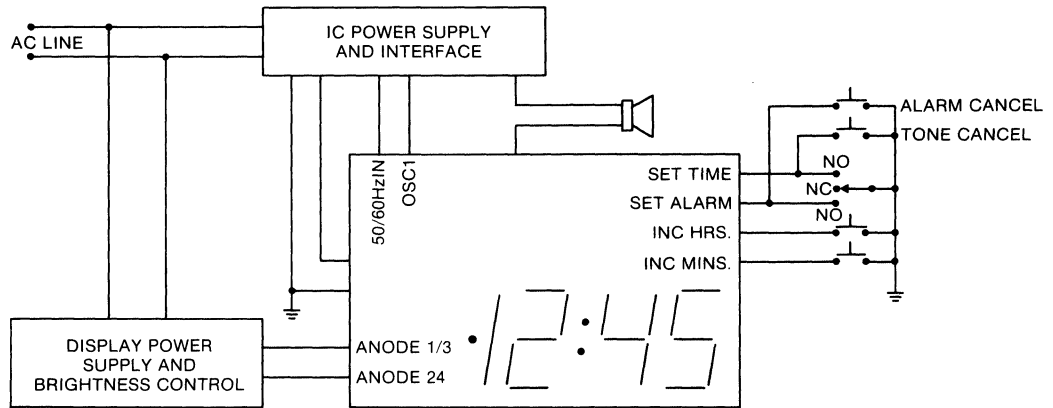 IC POWER SUPPLY
AND INTERFACE
AC LINE
ALARM CANCEL
TONE CANCEL
50/60HzIN
OSC1
SET TIME
NO
NC
SET ALARM
NO
INC HRS.
INC MINS.
DISPLAY POWER
SUPPLY AND
BRIGHTNESS CONTROL
ANODE 1/3
ANODE 24
12:45